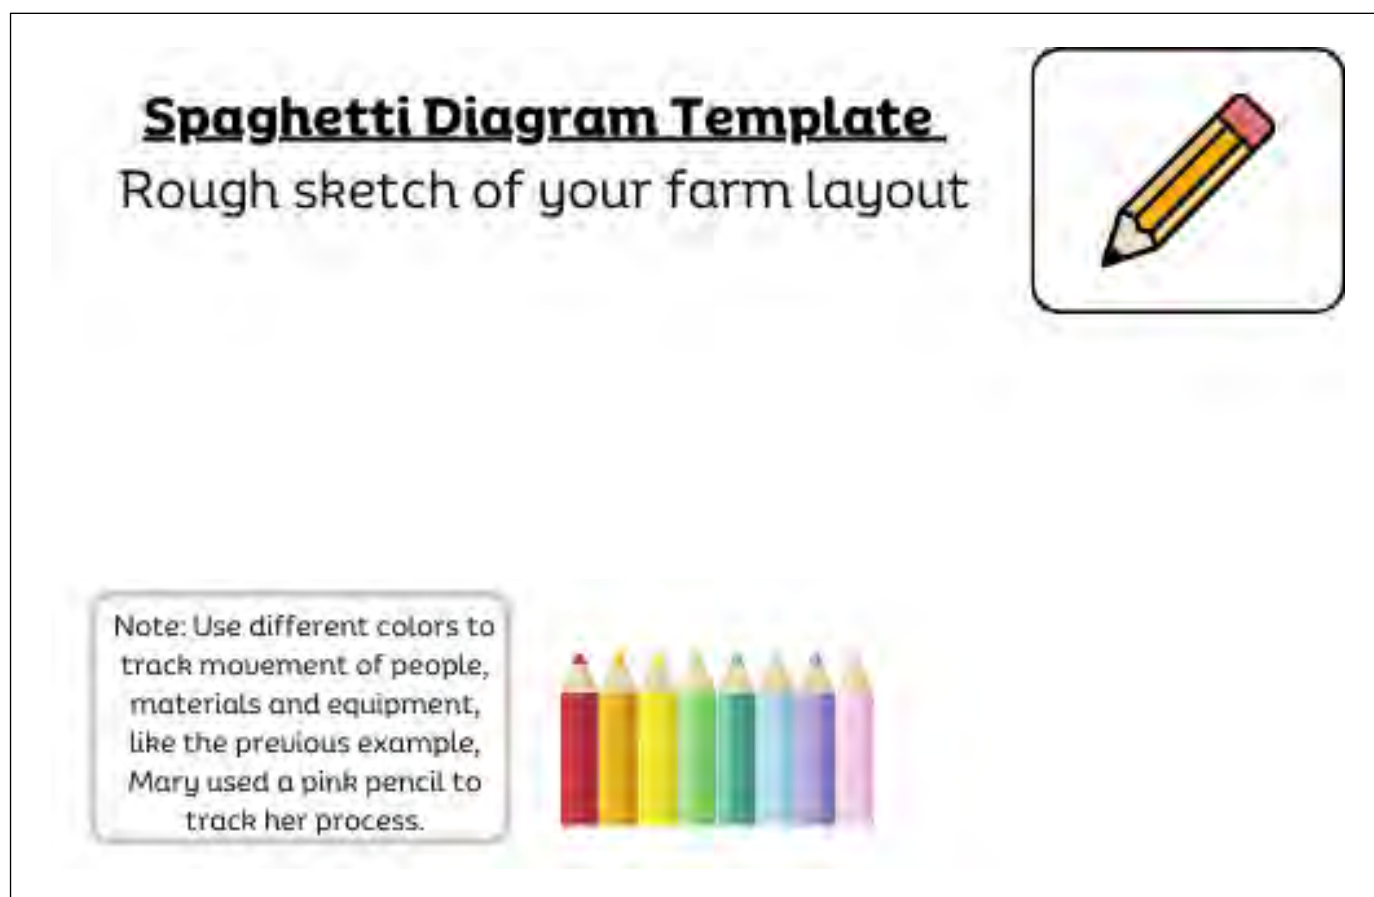 Spaghetti Diagram Template
Rough sketch of your farm layout
Note: Use different colors to
track movement of people,
materials and equipment,
like the previous example,
Mary used a pink pencil to
track her process.